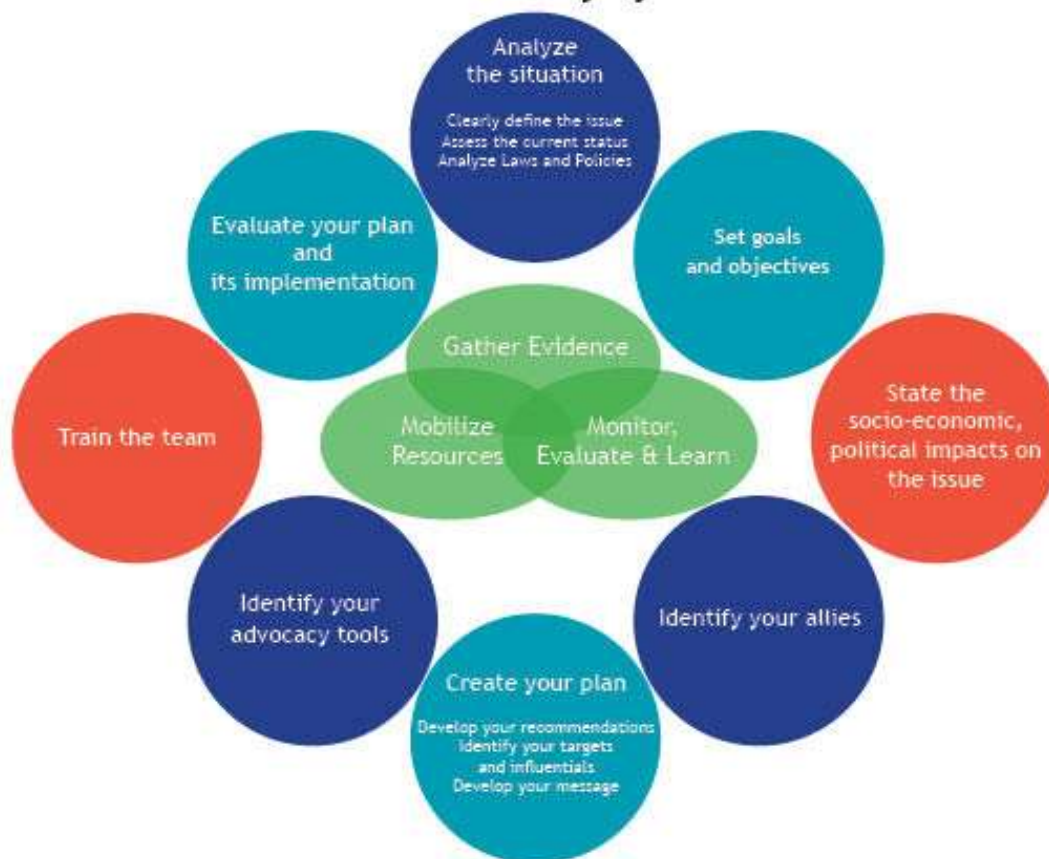 Analyze
the situation
Clearly define the issue
Assess the current status
Analyze Laws and Policies
Set goals
and objectives
State the
socio-economic,
political impacts on
the issue
Identify your allies
Create your plan
Develop your recommendations
Identify your targets
and influentials
Develop your message
Identify your
advocacy tools
Train the team
Evaluate your plan
and
its implementation
Gather Evidence
Mobilize
Resources
Monitor,
Evaluate & Learn